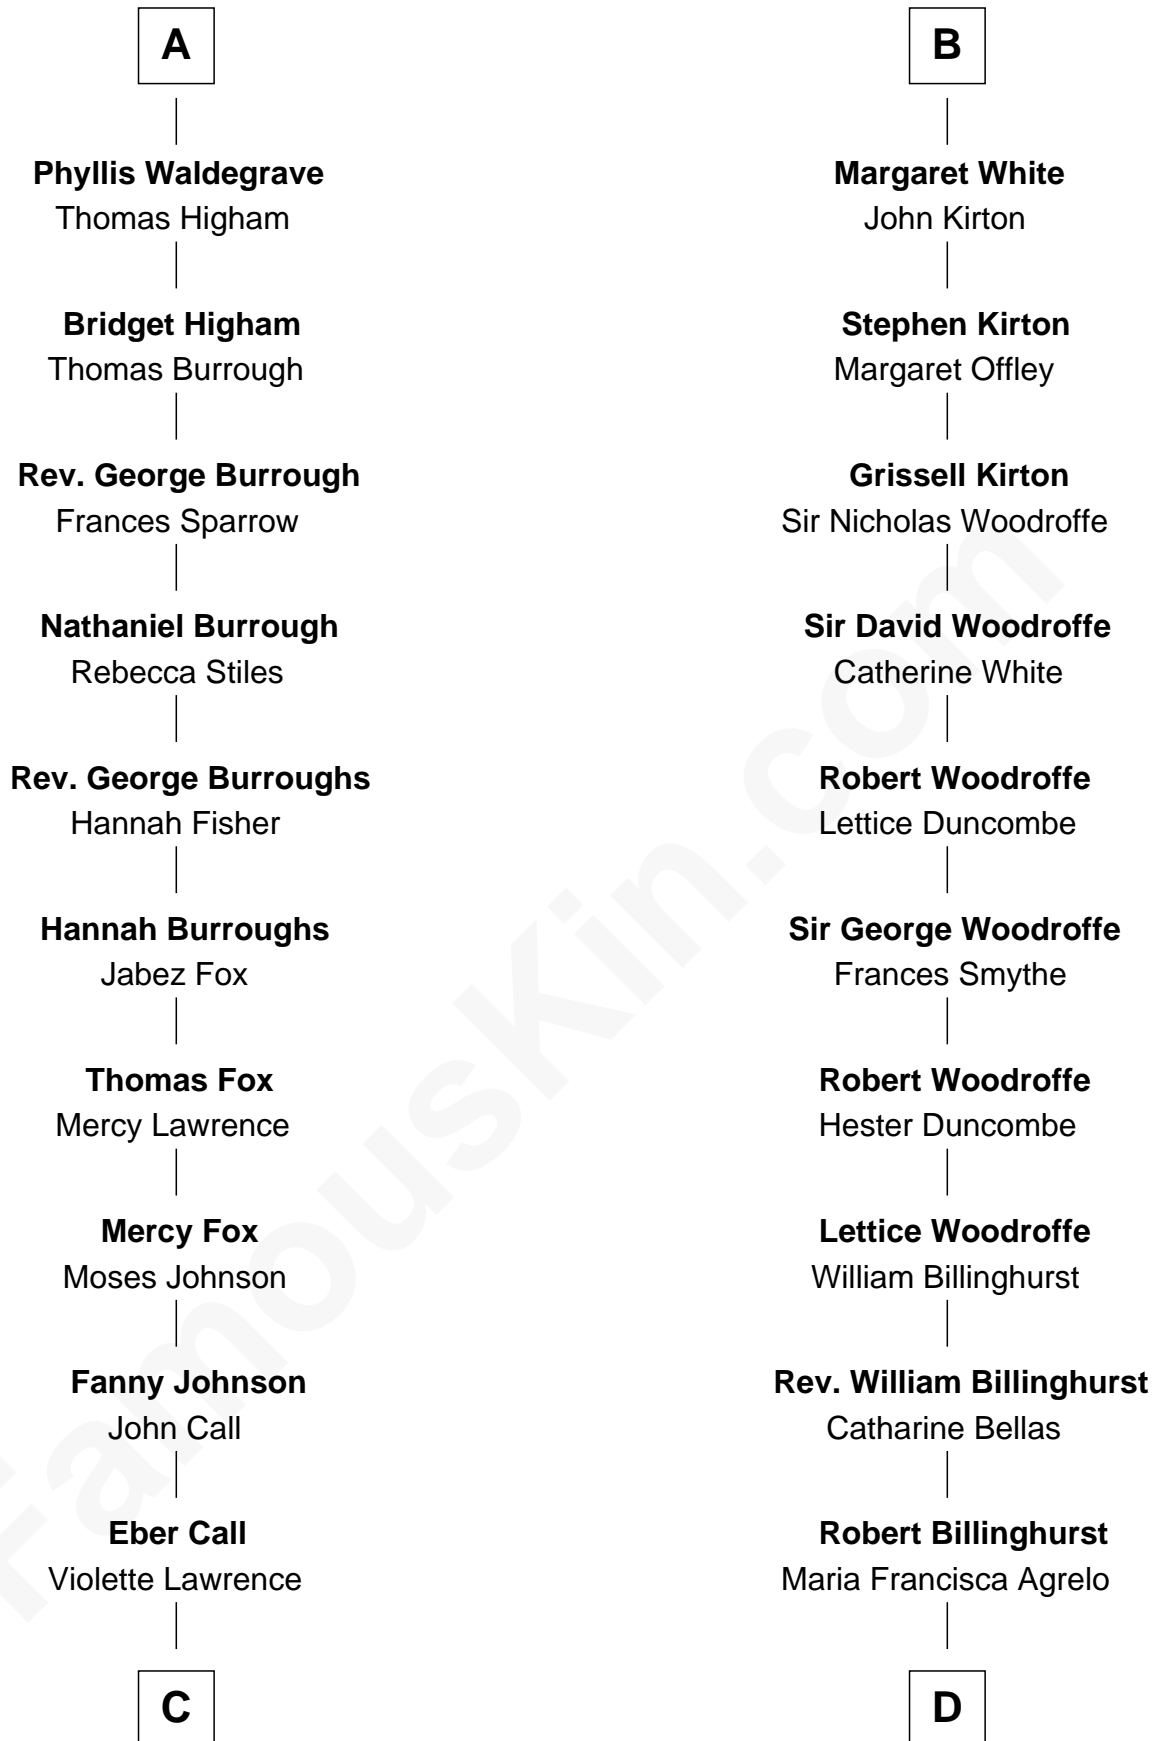 A
Phyllis Waldegrave
Thomas Higham
Bridget Higham
Thomas Burrough
Rev. George Burrough
Frances Sparrow
Nathaniel Burrough
Rebecca Stiles
Rev. George Burroughs
Hannah Fisher
Hannah Burroughs
Jabez Fox
Thomas Fox
Mercy Lawrence
Mercy Fox
Moses Johnson
Fanny Johnson
John Call
Eber Call
Violette Lawrence
C
B
Margaret White
John Kirton
Stephen Kirton
Margaret Offley
Grissell Kirton
Sir Nicholas Woodroffe
Sir David Woodroffe
Catherine White
Robert Woodroffe
Lettice Duncombe
Sir George Woodroffe
Frances Smythe
Robert Woodroffe
Hester Duncombe
Lettice Woodroffe
William Billinghurst
Rev. William Billinghurst
Catharine Bellas
Robert Billinghurst
Maria Francisca Agrelo
D
FamousKin.com